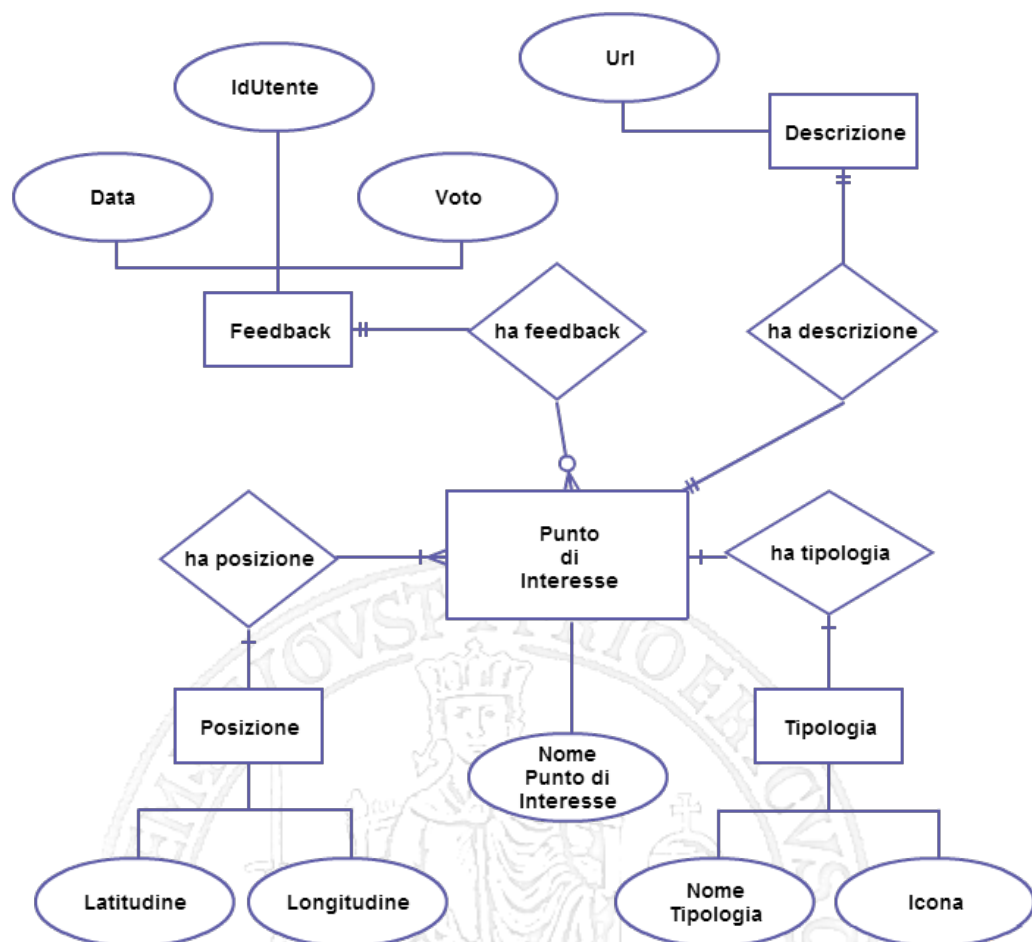 Url
IdUtente
Descrizione
Data
Voto
Feedback
ha feedback
ha descrizione
Punto
di
Interesse
ha posizione
ha tipologia
Posizione
Tipologia
Nome
Punto di
Interesse
Latitudine
Longitudine
Nome
Tipologia
Icona